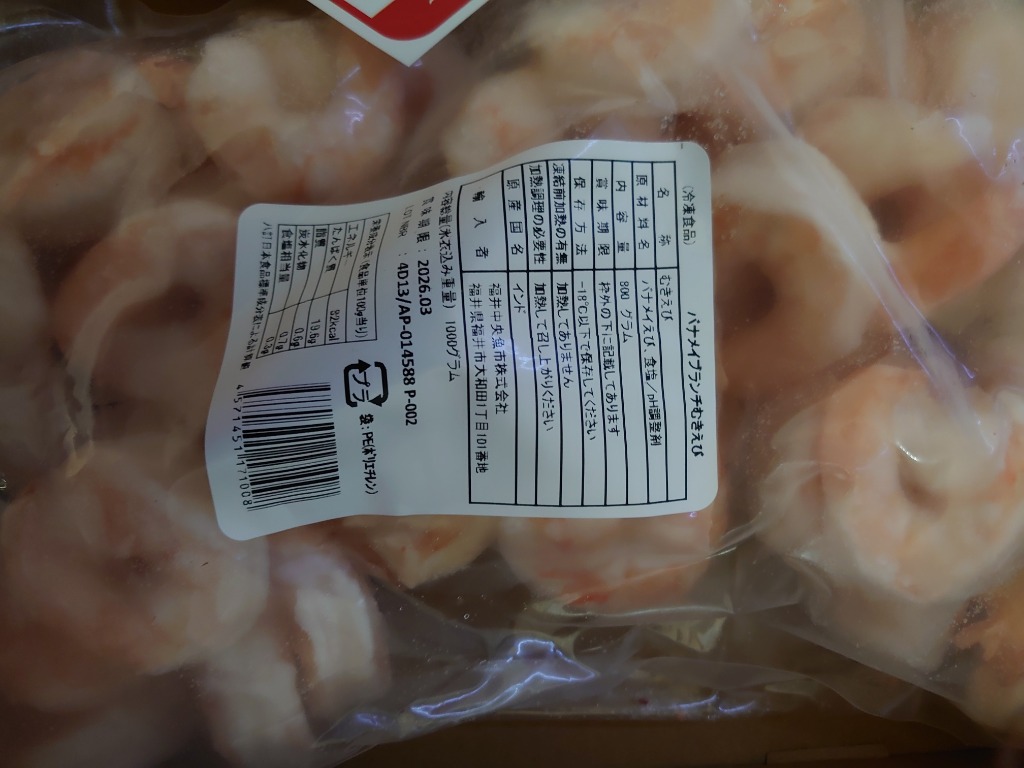 バナメイブランチむきえび
(冷凍食品)
名称 むきえび
原材料名 バナメイえび、食塩／pH調整剤
内容量 800 グラム
賞味期限 枠外の下に記載してあります
保存方法 -18℃以下で保存してください
凍結前加熱の有無 加熱してありません
加熱調理の必要性 加熱して召し上がりください
原産国名 インド
輸入者 福井中央魚市株式会社
福井県福井市大和田1丁目101番地
総数量(氷衣込み重量) 1000グラム
賞味期限 : 2026.03
: 4D13/AP-014588 P-002
プラ
袋:PE(ポリエチレン)
100g当り)
エネルギー 82kcal
たんぱく質 19.6g
脂質 0.6g
炭水化物 0.7g
食塩相当量
4571451171008